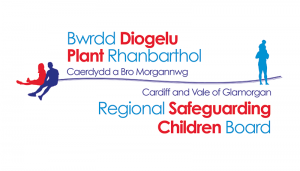 Bwrdd Diogelu
Plant Rhanbarthol
Caerdydd a Bro Morgannwg
Cardiff and Vale of Glamorgan
Regional Safeguarding
Children Board